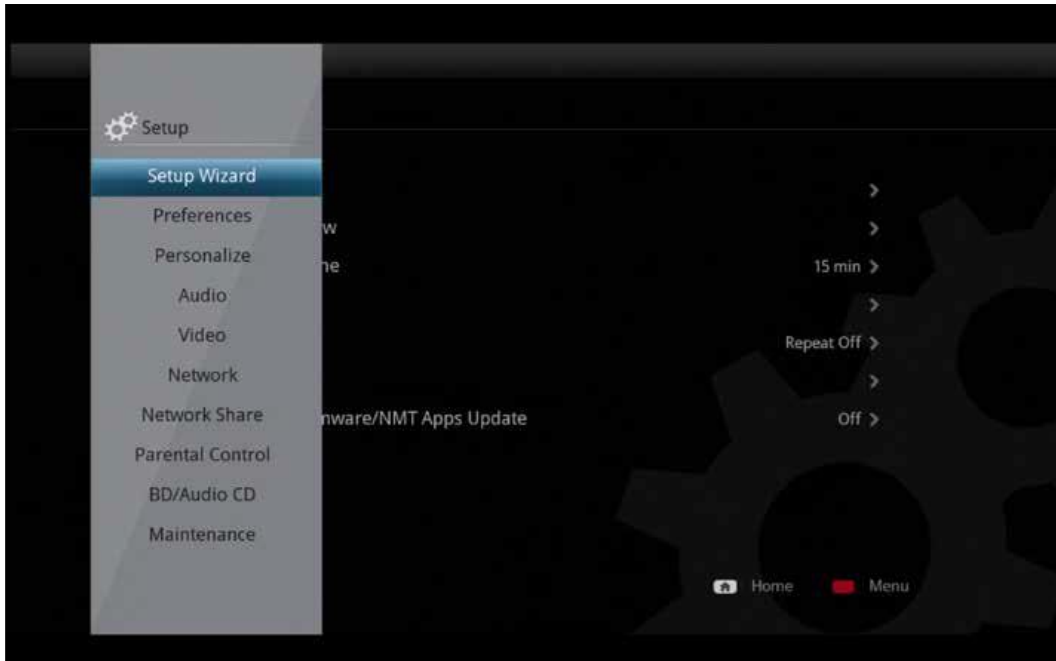 Setup
Setup Wizard
Preferences
Personalize
Audio
Video
Network
Network Share
Parental Control
BD/Audio CD
Maintenance
w
ne
15 min
Repeat Off
nware/NMT Apps Update
Off
Home
Menu